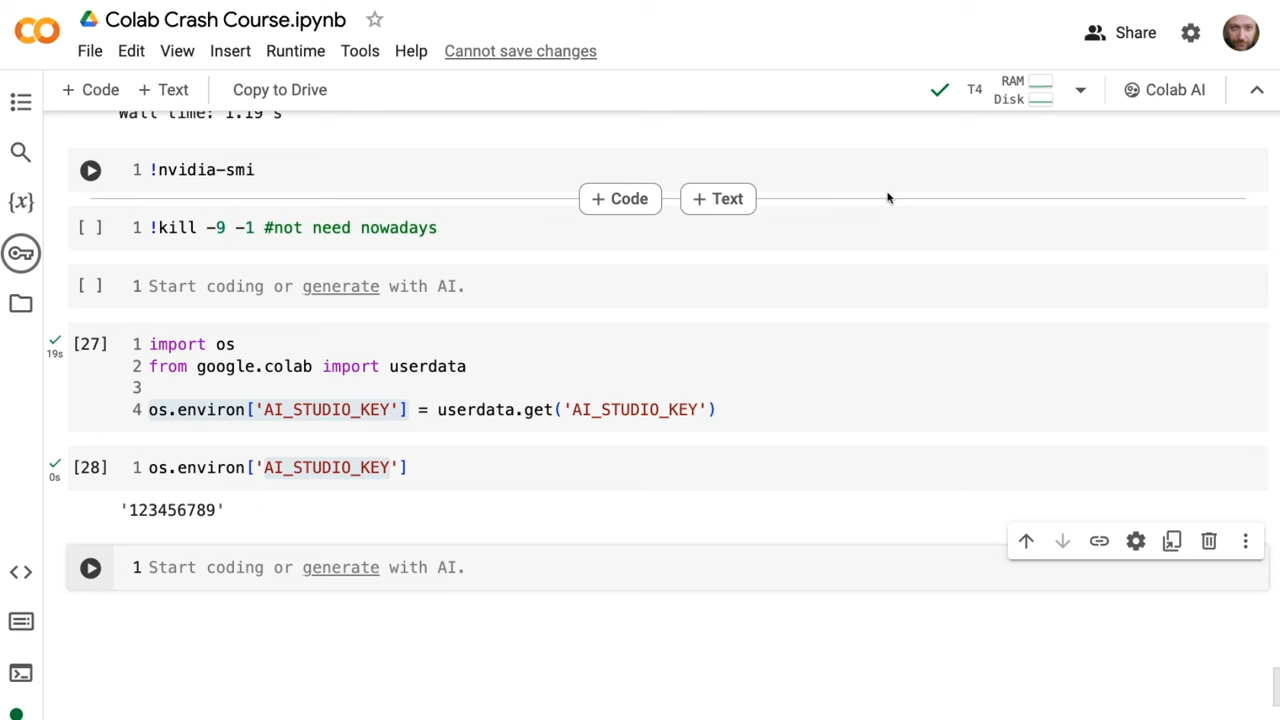 Colab Crash Course.ipynb
File Edit View Insert Runtime Tools Help Cannot save changes
Share
+ Code + Text Copy to Drive
T4 RAM Disk Colab AI
Wall time: 1.19 s
1 !nvidia-smi
+ Code + Text
[ ] 1 !kill -9 -1 #not need nowadays
[ ] 1 Start coding or generate with AI.
[27] 1 import os
19s 2 from google.colab import userdata
3
4 os.environ['AI_STUDIO_KEY'] = userdata.get('AI_STUDIO_KEY')
[28] 1 os.environ['AI_STUDIO_KEY']
0s
'123456789'
1 Start coding or generate with AI.